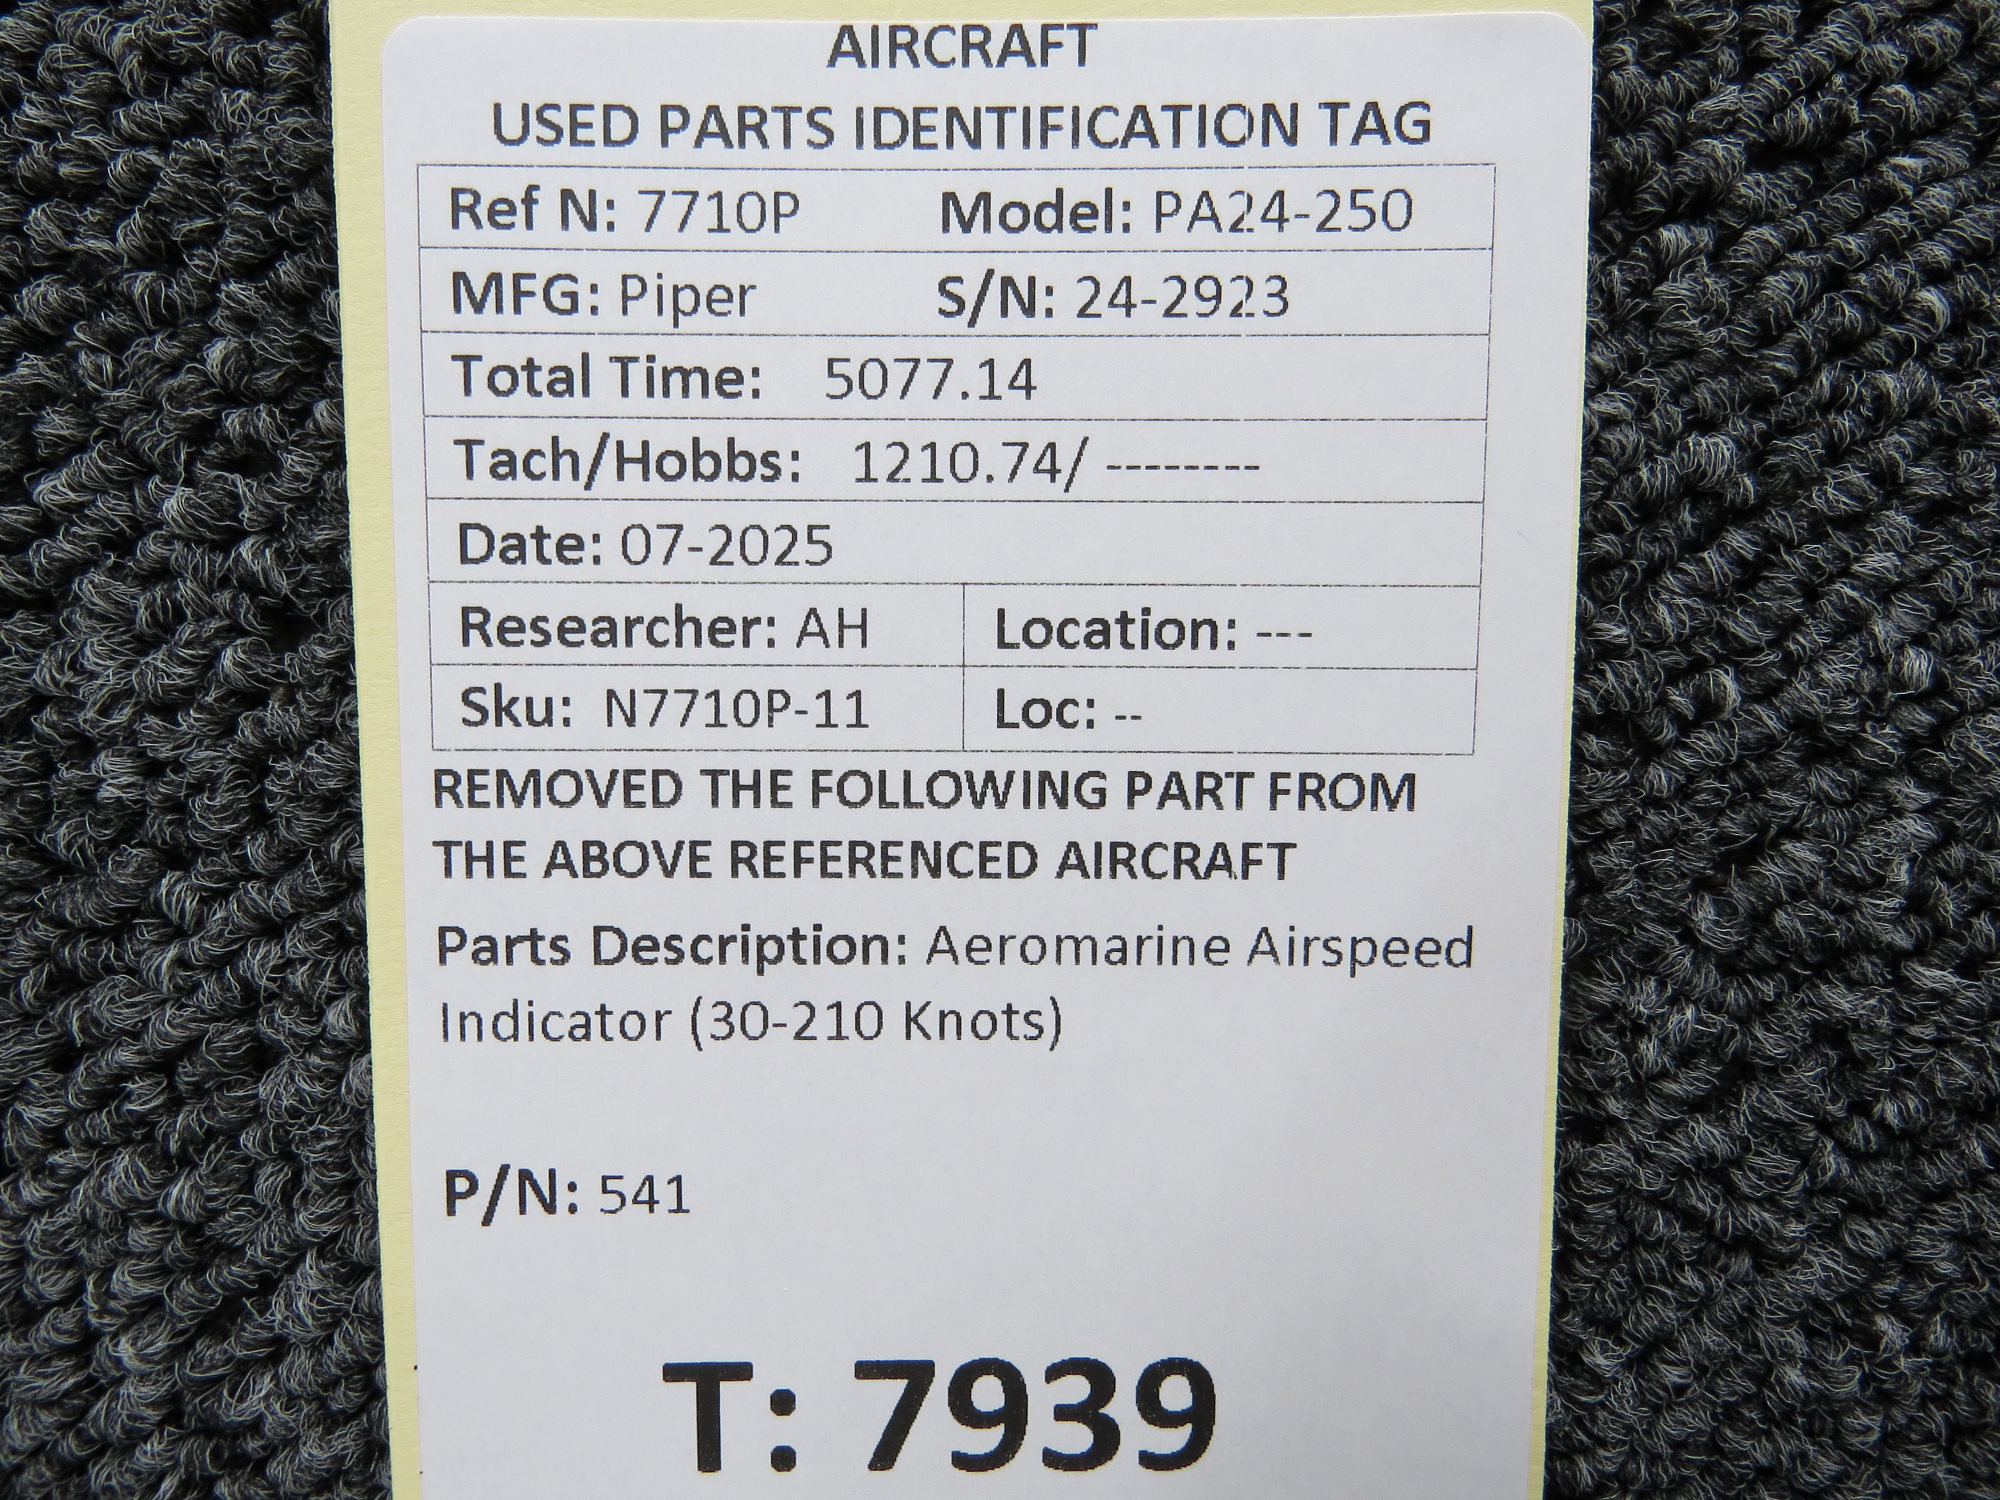 AIRCRAFT
USED PARTS IDENTIFICATION TAG
Ref N: 7710P Model: PA24-250
MFG: Piper S/N: 24-2923
Total Time: 5077.14
Tach/Hobbs: 1210.74/ --------
Date: 07-2025
Researcher: AH Location: ---
Sku: N7710P-11 Loc: --
REMOVED THE FOLLOWING PART FROM
THE ABOVE REFERENCED AIRCRAFT
Parts Description: Aeromarine Airspeed
Indicator (30-210 Knots)
P/N: 541
T: 7939